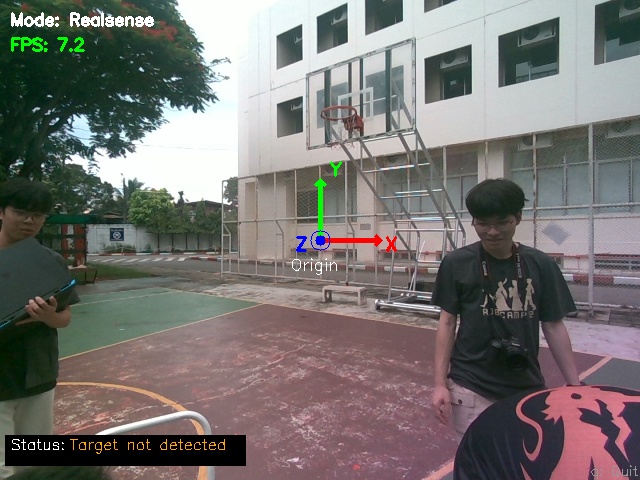 Mode: Realsense
FPS: 7.2
Y
Z
X
Origin
Status: Target not detected